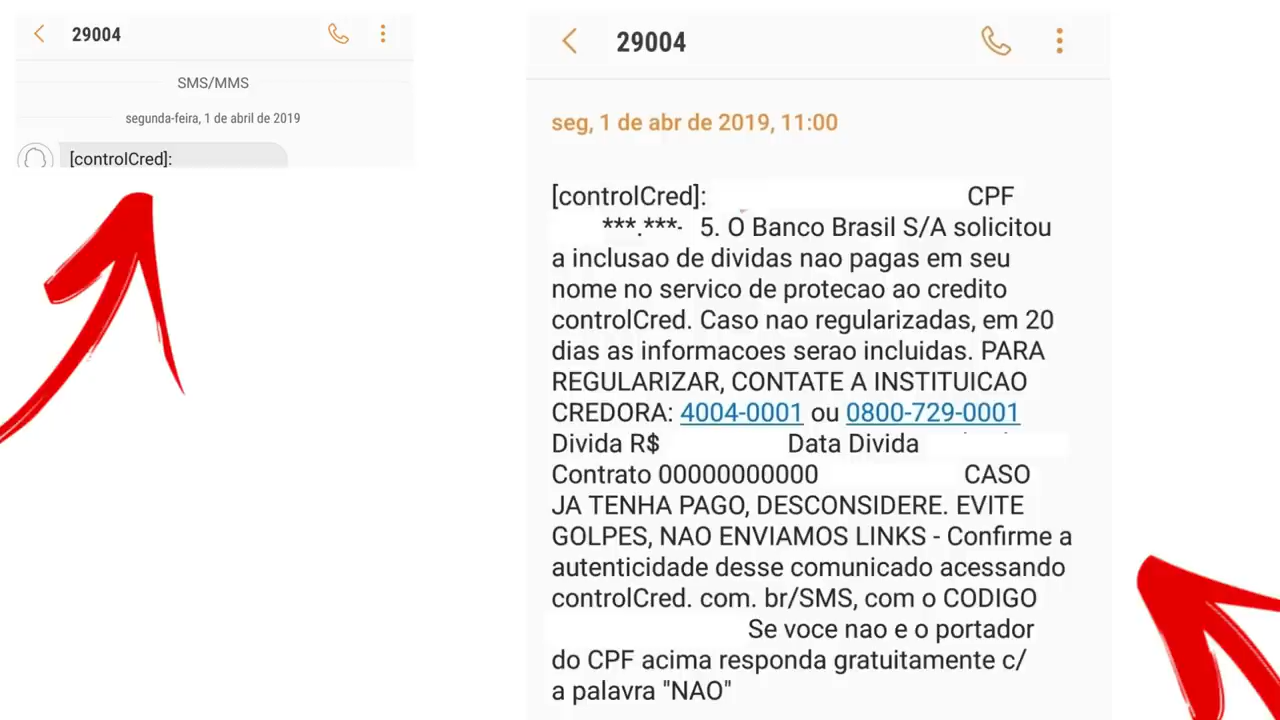 29004
SMS/MMS
segunda-feira, 1 de abril de 2019
[controlCred]:
29004
seg, 1 de abr de 2019, 11:00
[controlCred]: CPF
***.***- 5. O Banco Brasil S/A solicitou
a inclusao de dividas nao pagas em seu
nome no servico de protecao ao credito
controlCred. Caso nao regularizadas, em 20
dias as informacoes serao incluidas. PARA
REGULARIZAR, CONTATE A INSTITUICAO
CREDORA: 4004-0001 ou 0800-729-0001
Divida R$ Data Divida
Contrato 00000000000 CASO
JA TENHA PAGO, DESCONSIDERE. EVITE
GOLPES, NAO ENVIAMOS LINKS - Confirme a
autenticidade desse comunicado acessando
controlCred. com. br/SMS, com o CODIGO
Se voce nao e o portador
do CPF acima responda gratuitamente c/
a palavra "NAO"